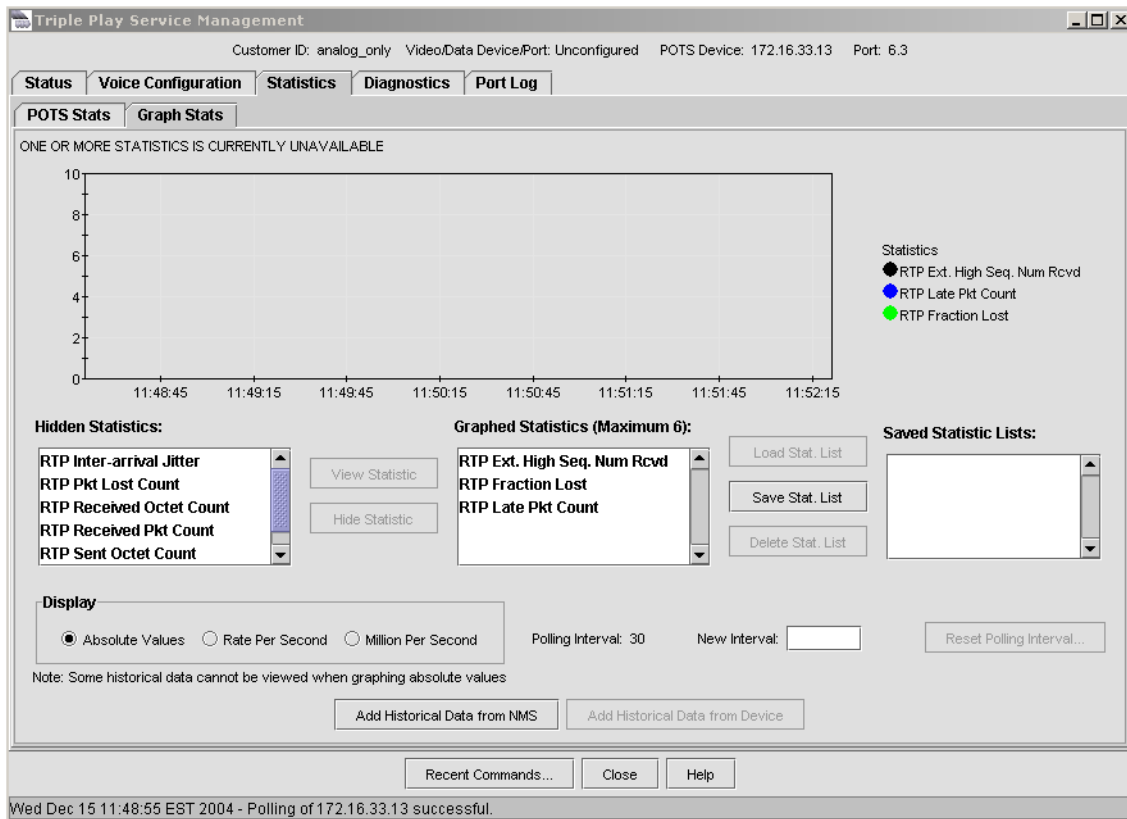 Triple Play Service Management
Customer ID: analog_only Video/Data Device/Port: Unconfigured POTS Device: 172.16.33.13 Port: 6.3
Status Voice Configuration Statistics Diagnostics Port Log
POTS Stats Graph Stats
ONE OR MORE STATISTICS IS CURRENTLY UNAVAILABLE
10
8
6
4
2
0
11:48:45 11:49:15 11:49:45 11:50:15 11:50:45 11:51:15 11:51:45 11:52:15
Statistics
RTP Ext. High Seq. Num Rcvd
RTP Late Pkt Count
RTP Fraction Lost
Hidden Statistics:
RTP Inter-arrival Jitter
RTP Pkt Lost Count
RTP Received Octet Count
RTP Received Pkt Count
RTP Sent Octet Count
View Statistic
Hide Statistic
Graphed Statistics (Maximum 6):
RTP Ext. High Seq. Num Rcvd
RTP Fraction Lost
RTP Late Pkt Count
Load Stat. List
Save Stat. List
Delete Stat. List
Saved Statistic Lists:
Display
Absolute Values Rate Per Second Million Per Second
Polling Interval: 30 New Interval: Reset Polling Interval...
Note: Some historical data cannot be viewed when graphing absolute values
Add Historical Data from NMS Add Historical Data from Device
Recent Commands... Close Help
Wed Dec 15 11:48:55 EST 2004 - Polling of 172.16.33.13 successful.